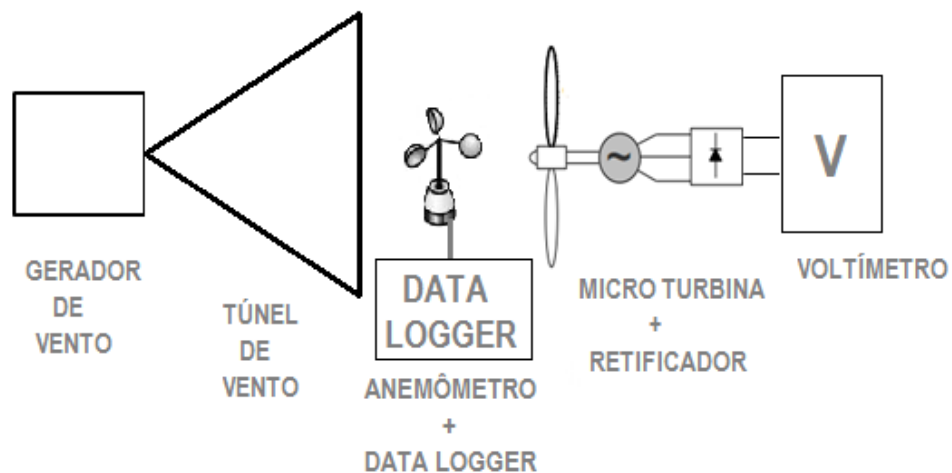 GERADOR
DE
VENTO
TÚNEL
DE
VENTO
DATA
LOGGER
ANEMÔMETRO
+
DATA LOGGER
~
MICRO TURBINA
+
RETIFICADOR
V
VOLTÍMETRO